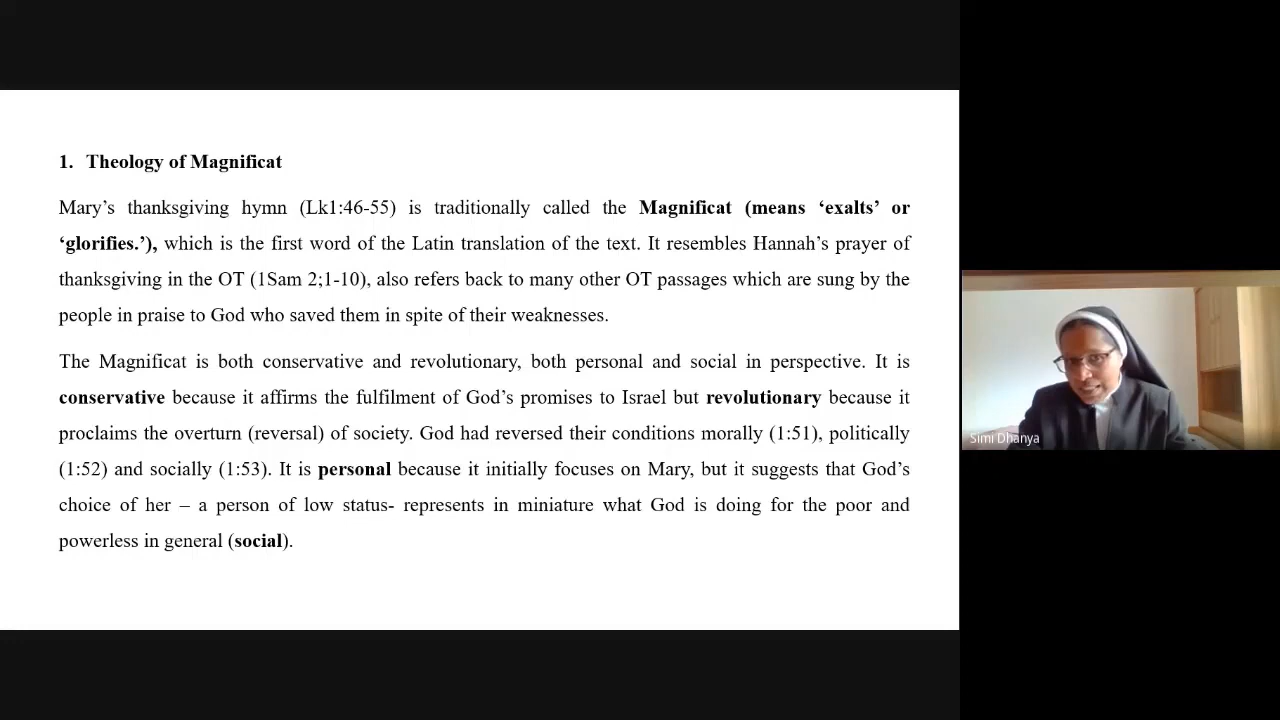 1. Theology of Magnificat
Mary’s thanksgiving hymn (Lk1:46-55) is traditionally called the Magnificat (means ‘exalts’ or
‘glorifies.’), which is the first word of the Latin translation of the text. It resembles Hannah’s prayer of
thanksgiving in the OT (1Sam 2;1-10), also refers back to many other OT passages which are sung by the
people in praise to God who saved them in spite of their weaknesses.
The Magnificat is both conservative and revolutionary, both personal and social in perspective. It is
conservative because it affirms the fulfilment of God’s promises to Israel but revolutionary because it
proclaims the overturn (reversal) of society. God had reversed their conditions morally (1:51), politically
(1:52) and socially (1:53). It is personal because it initially focuses on Mary, but it suggests that God’s
choice of her – a person of low status- represents in miniature what God is doing for the poor and
powerless in general (social).
Simi Dhanya